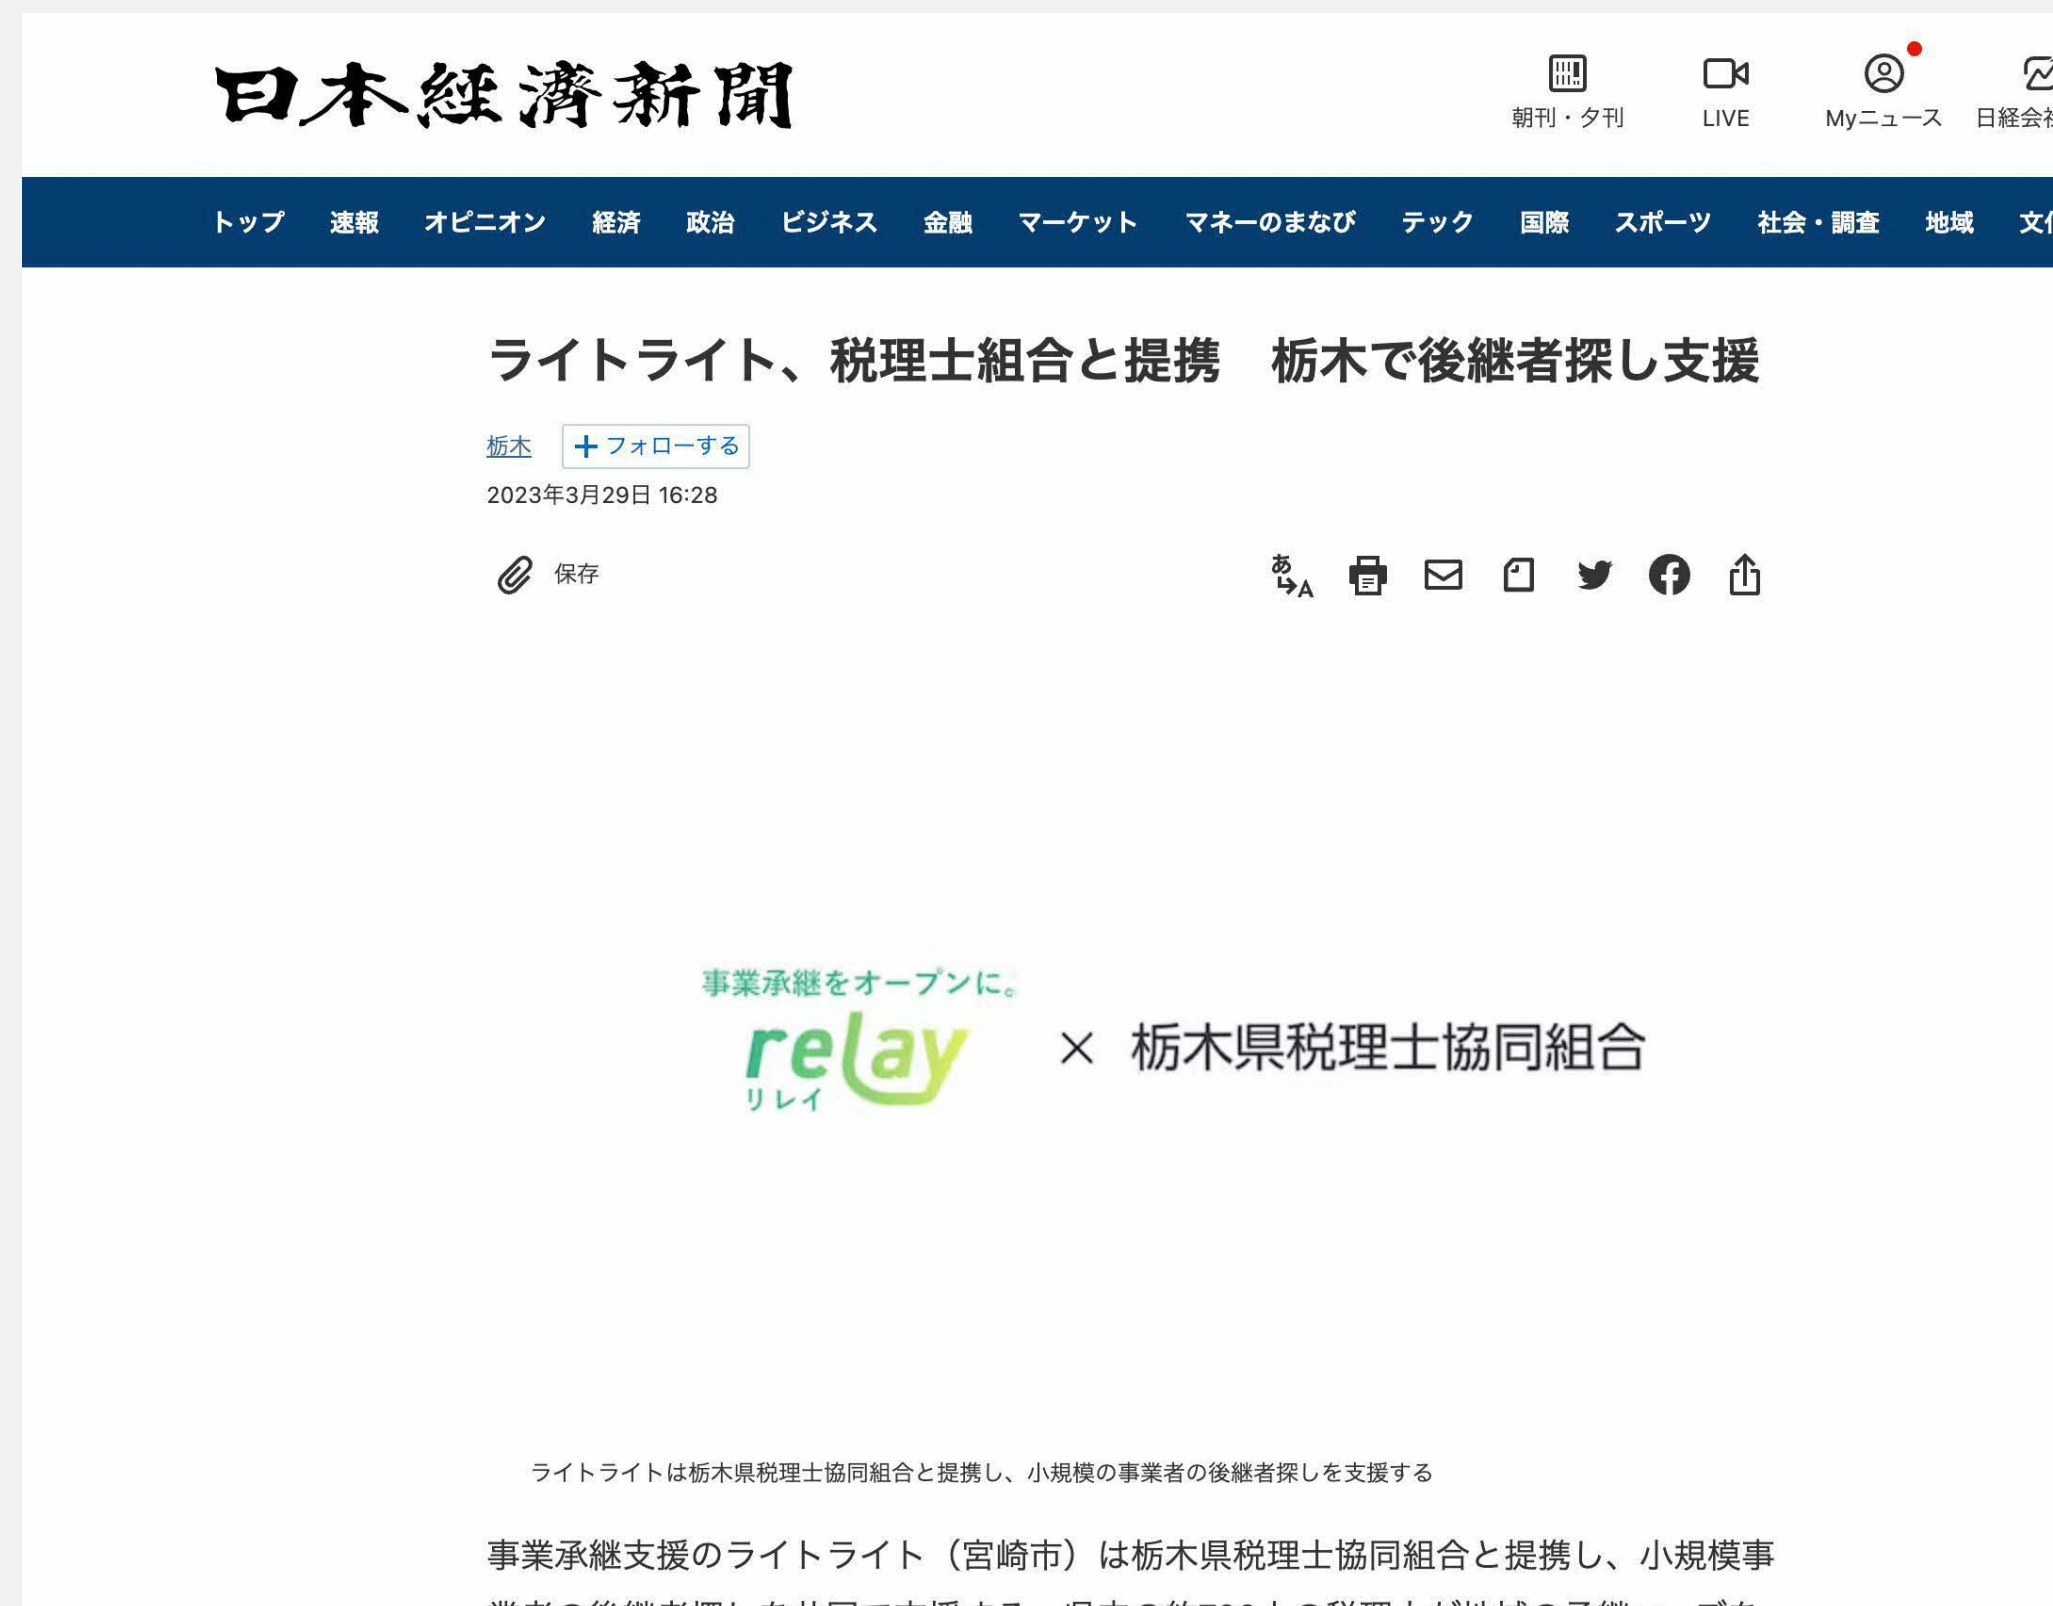 日本経済新聞
朝刊・夕刊 LIVE Myニュース 日経会社
トップ 速報 オピニオン 経済 政治 ビジネス 金融 マーケット マネーのまなび テック 国際 スポーツ 社会・調査 地域 文化
ライトライト、税理士組合と提携　栃木で後継者探し支援
栃木 フォローする
2023年3月29日 16:28
保存
事業承継をオープンに。
relay
リレイ
× 栃木県税理士協同組合
ライトライトは栃木県税理士協同組合と提携し、小規模の事業者の後継者探しを支援する
事業承継支援のライトライト（宮崎市）は栃木県税理士協同組合と提携し、小規模事